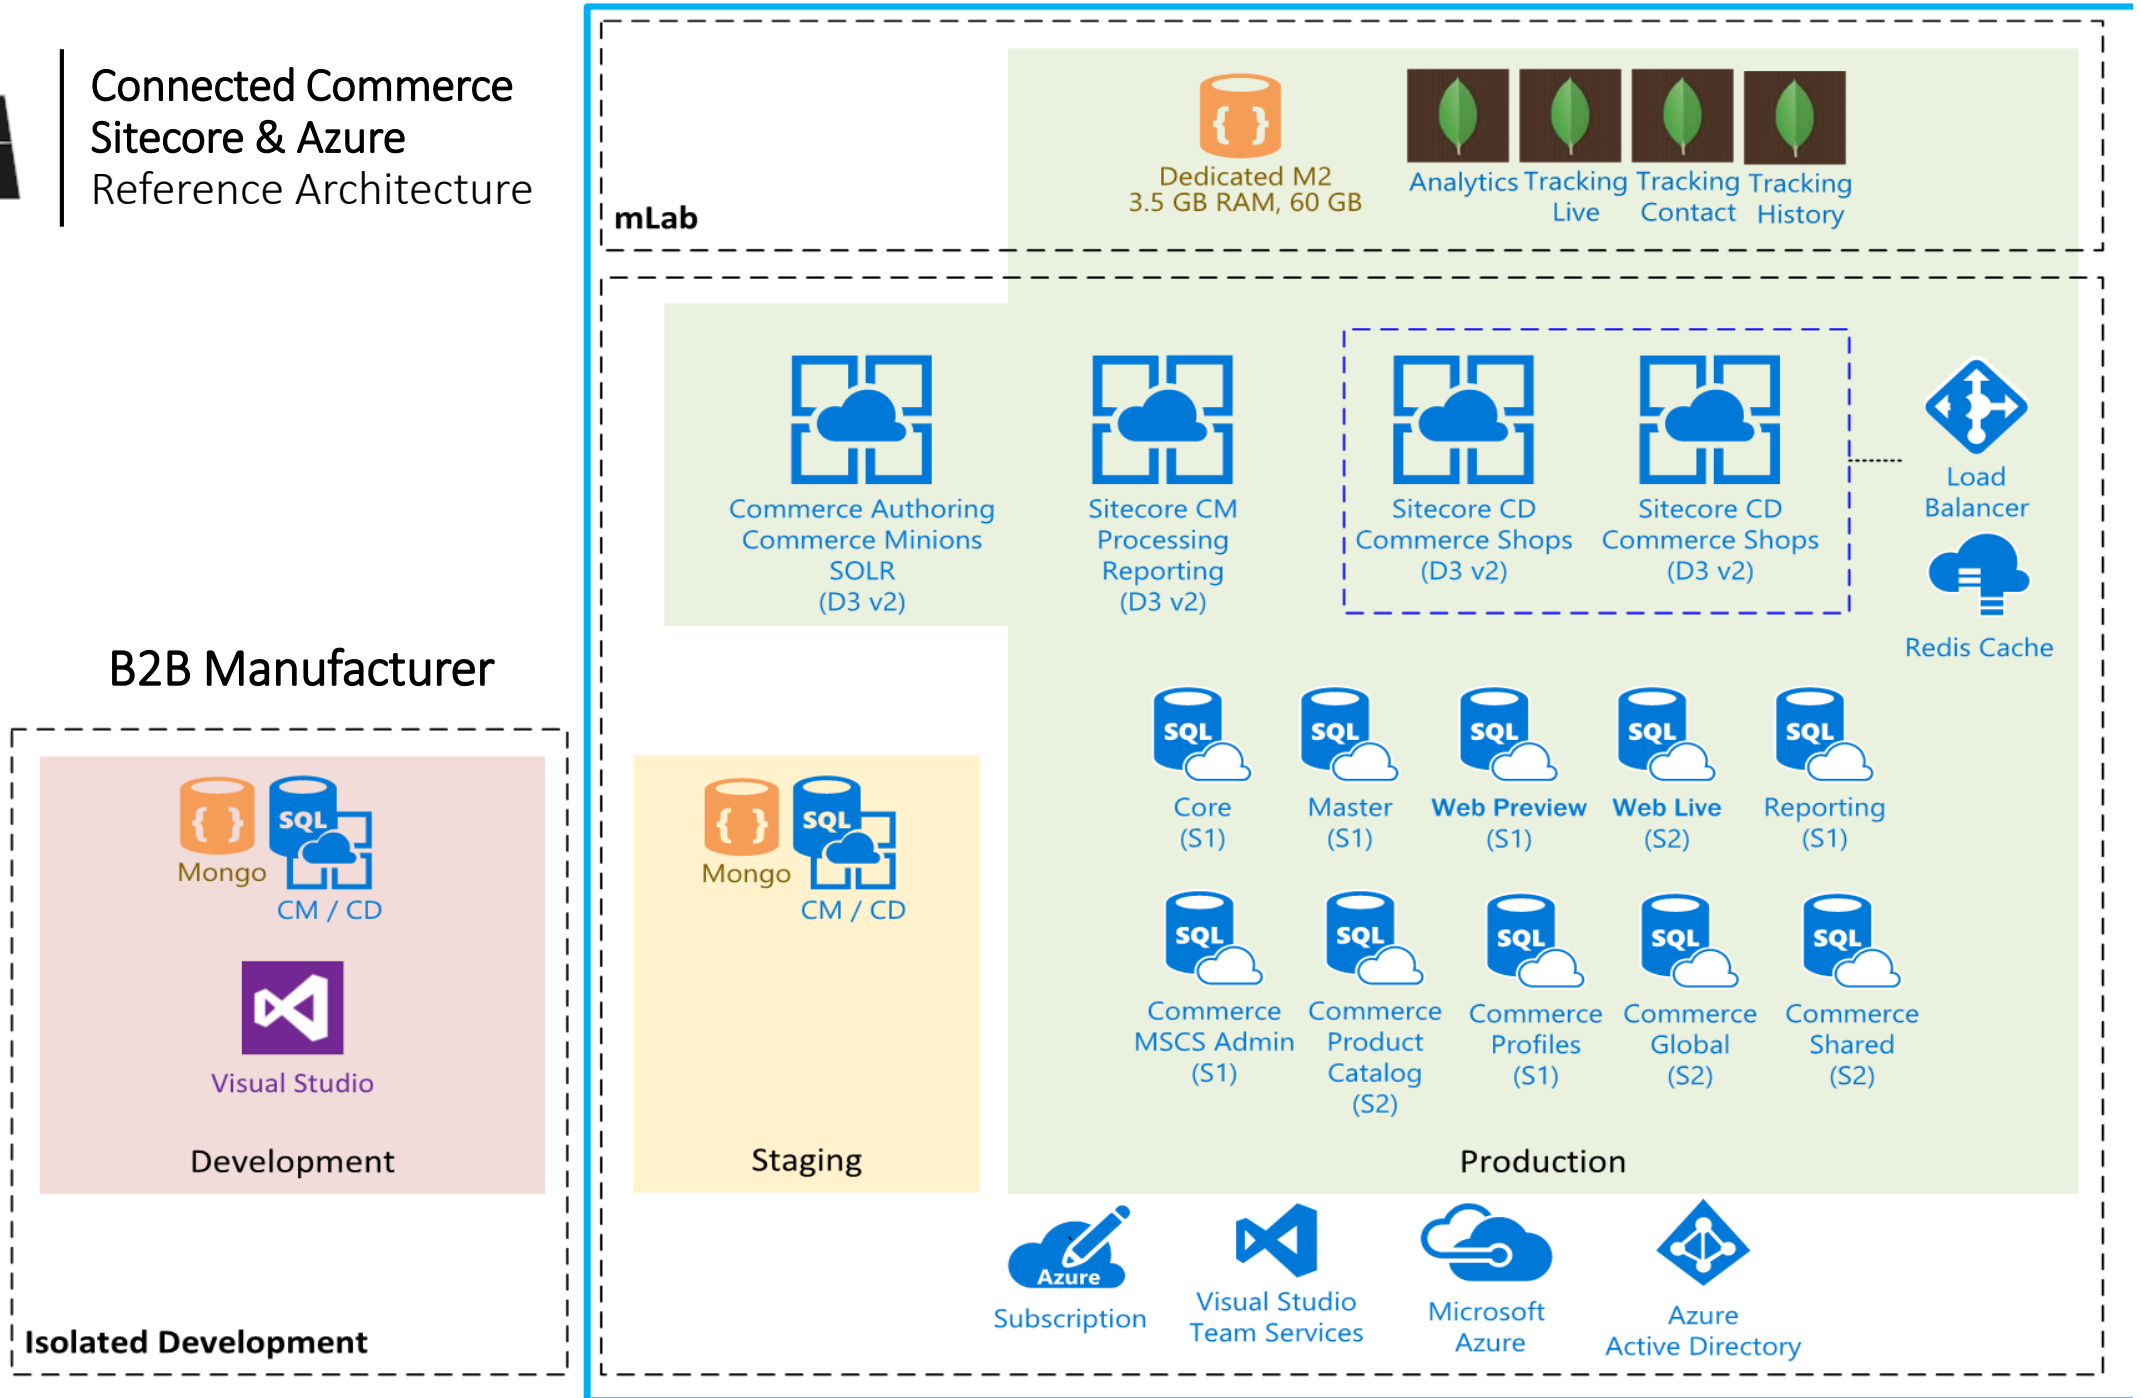 Connected Commerce
Sitecore & Azure
Reference Architecture
mLab
Dedicated M2
3.5 GB RAM, 60 GB
Analytics
Tracking
Live
Tracking
Contact
Tracking
History
Commerce Authoring
Commerce Minions
SOLR
(D3 v2)
Sitecore CM
Processing
Reporting
(D3 v2)
Sitecore CD
Commerce Shops
(D3 v2)
Sitecore CD
Commerce Shops
(D3 v2)
Load
Balancer
Redis Cache
B2B Manufacturer
SQL
Core
(S1)
SQL
Master
(S1)
SQL
Web Preview
(S1)
SQL
Web Live
(S2)
SQL
Reporting
(S1)
SQL
Commerce
MSCS Admin
(S1)
SQL
Commerce
Product
Catalog
(S2)
SQL
Commerce
Profiles
(S1)
SQL
Commerce
Global
(S2)
SQL
Commerce
Shared
(S2)
Production
Mongo
SQL
CM / CD
Visual Studio
Development
Isolated Development
Mongo
SQL
CM / CD
Staging
Azure
Subscription
Visual Studio
Team Services
Microsoft
Azure
Azure
Active Directory